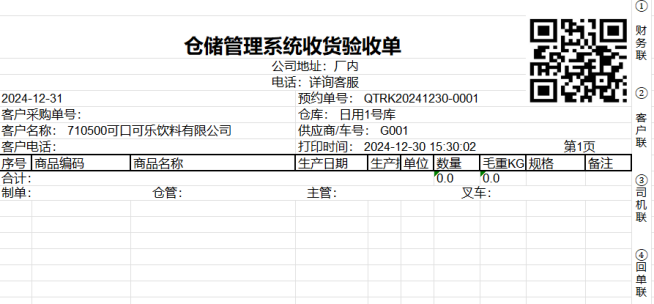 仓储管理系统收货验收单
公司地址：厂内
电话：详询客服
2024-12-31 预约单号： QTRK20241230-0001
客户采购单号： 仓库： 日用1号库
客户名称： 710500可口可乐饮料有限公司 供应商/车号： G001
客户电话： 打印时间： 2024-12-30 15:30:02 第1页
序号 商品编码 商品名称 生产日期 生产 单位 数量 毛重KG 规格 备注
合计： 0.0 0.0
制单： 仓管： 主管： 叉车：
① 财务联
② 客户联
③ 司机联
④ 回单联